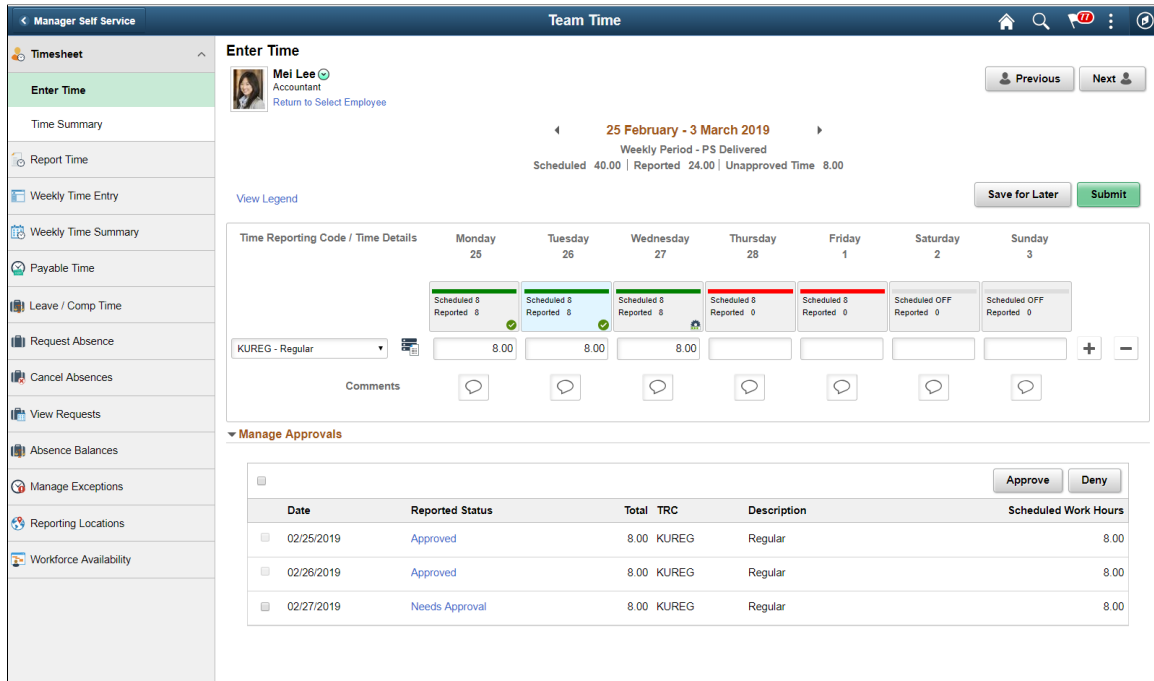 Manager Self Service
Team Time
77
Timesheet
Enter Time
Time Summary
Report Time
Weekly Time Entry
Weekly Time Summary
Payable Time
Leave / Comp Time
Request Absence
Cancel Absences
View Requests
Absence Balances
Manage Exceptions
Reporting Locations
Workforce Availability
Enter Time
Mei Lee
Accountant
Return to Select Employee
Previous Next
25 February - 3 March 2019
Weekly Period - PS Delivered
Scheduled 40.00 | Reported 24.00 | Unapproved Time 8.00
View Legend
Save for Later Submit
Time Reporting Code / Time Details Monday Tuesday Wednesday Thursday Friday Saturday Sunday
25 26 27 28 1 2 3
Scheduled 8 Scheduled 8 Scheduled 8 Scheduled 8 Scheduled 8 Scheduled OFF Scheduled OFF
Reported 8 Reported 8 Reported 8 Reported 0 Reported 0 Reported 0 Reported 0
KUREG - Regular 8.00 8.00 8.00
Comments
Manage Approvals
Approve Deny
Date Reported Status Total TRC Description Scheduled Work Hours
02/25/2019 Approved 8.00 KUREG Regular 8.00
02/26/2019 Approved 8.00 KUREG Regular 8.00
02/27/2019 Needs Approval 8.00 KUREG Regular 8.00